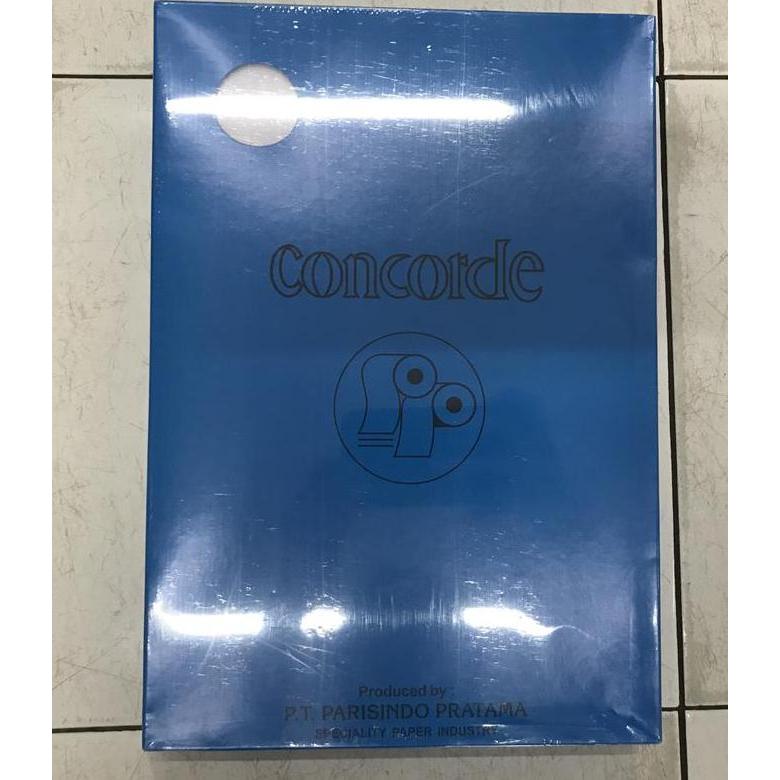 concorde
Produced by :
P.T. PARISINDO PRATAMA
SPECIALITY PAPER INDUSTRY